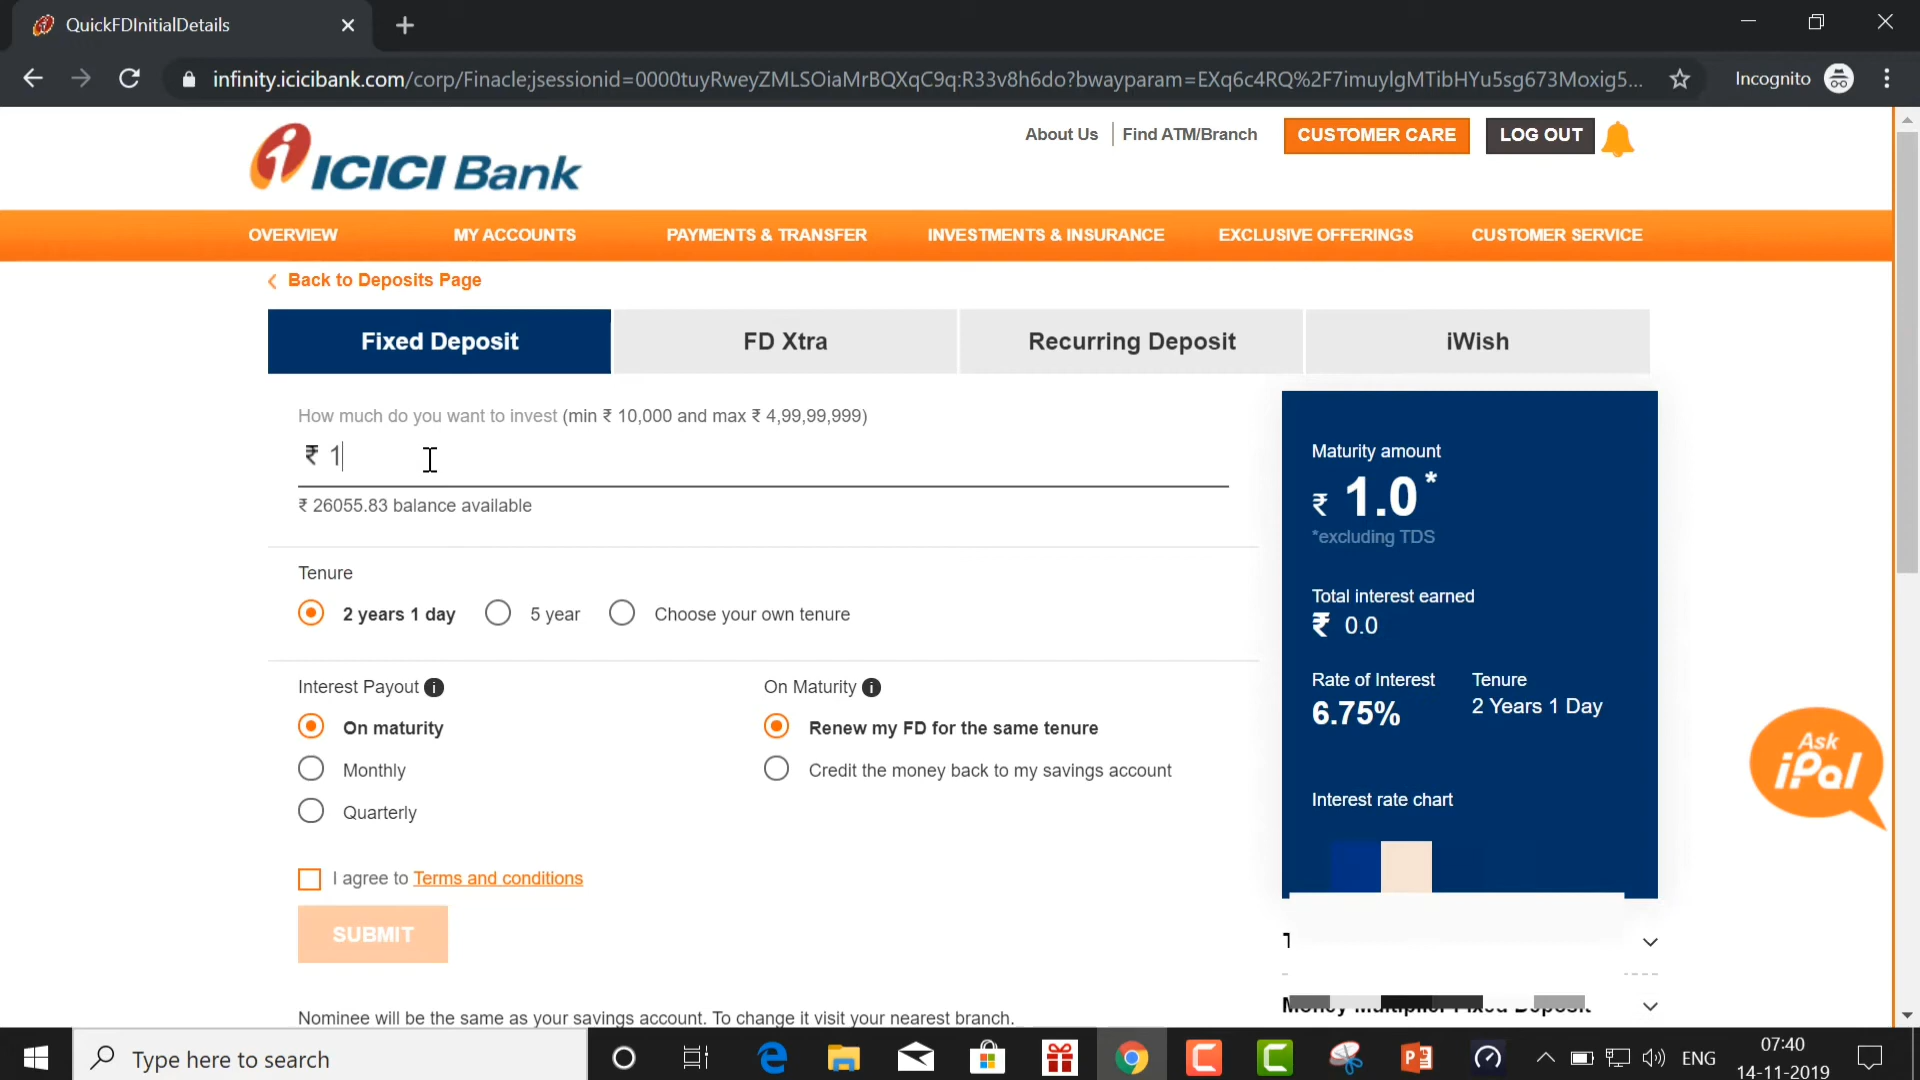 QuickFDInitialDetails
infinity.icicibank.com/corp/Finacle;jsessionid=0000tuyRweyZMLSOiaMrBQXqC9q:R33v8h6do?bwayparam=EXq6c4RQ%2F7imuylgMTibHYu5sg673Moxig5...
Incognito
About Us
Find ATM/Branch
CUSTOMER CARE
LOG OUT
ICICI Bank
OVERVIEW
MY ACCOUNTS
PAYMENTS & TRANSFER
INVESTMENTS & INSURANCE
EXCLUSIVE OFFERINGS
CUSTOMER SERVICE
Back to Deposits Page
Fixed Deposit
FD Xtra
Recurring Deposit
iWish
How much do you want to invest (min ₹ 10,000 and max ₹ 4,99,99,999)
₹ 1
₹ 26055.83 balance available
Tenure
2 years 1 day
5 year
Choose your own tenure
Interest Payout i
On maturity
Monthly
Quarterly
On Maturity i
Renew my FD for the same tenure
Credit the money back to my savings account
I agree to Terms and conditions
SUBMIT
Nominee will be the same as your savings account. To change it visit your nearest branch.
Maturity amount
₹ 1.0*
*excluding TDS
Total interest earned
₹ 0.0
Rate of Interest
6.75%
Tenure
2 Years 1 Day
Interest rate chart
Ask
iPal
Type here to search
ENG
07:40
14-11-2019